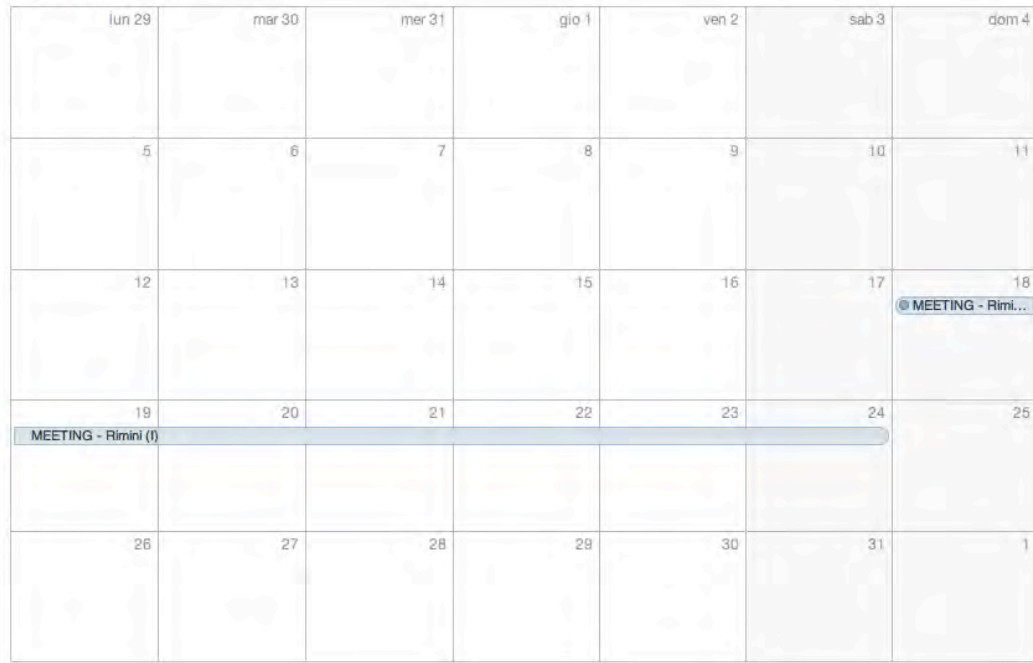 lun 29 mar 30 mer 31 gio 1 ven 2 sab 3 dom 4
5 6 7 8 9 10 11
12 13 14 15 16 17 18
MEETING - Rimi...
19 20 21 22 23 24 25
MEETING - Rimini (I)
26 27 28 29 30 31 1